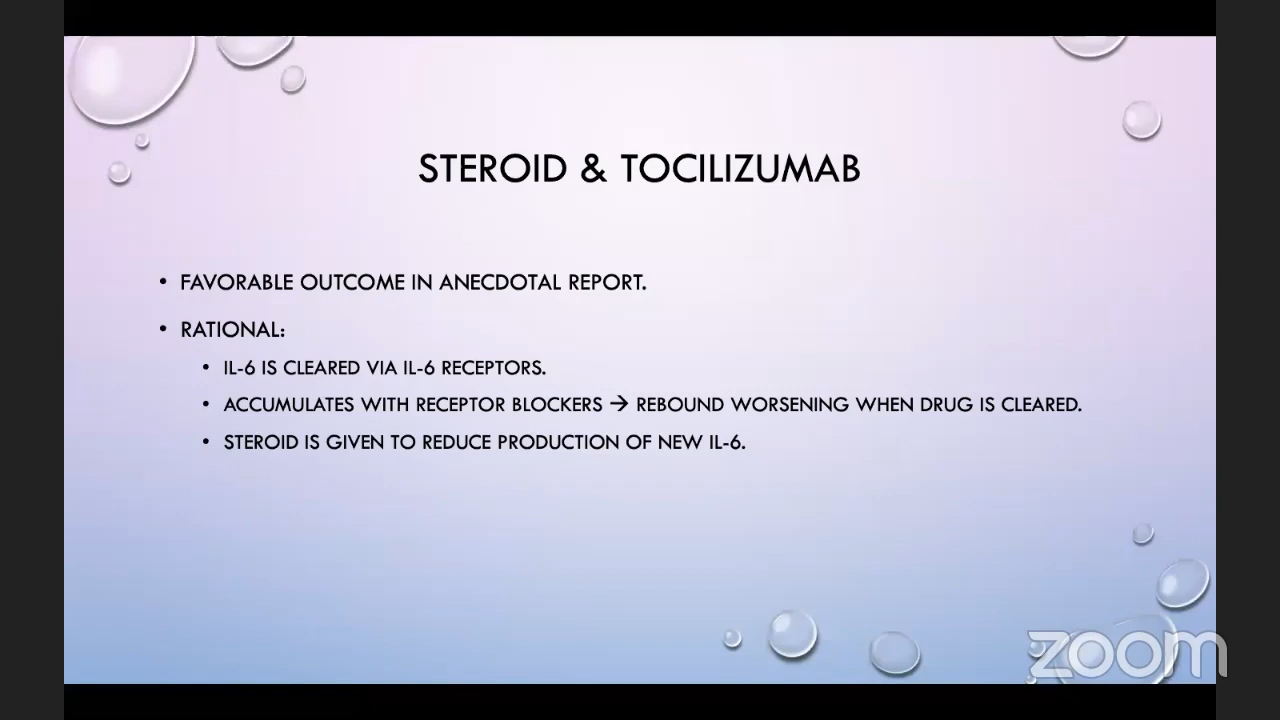 STEROID & TOCILIZUMAB
• FAVORABLE OUTCOME IN ANECDOTAL REPORT.
• RATIONAL:
• IL-6 IS CLEARED VIA IL-6 RECEPTORS.
• ACCUMULATES WITH RECEPTOR BLOCKERS → REBOUND WORSENING WHEN DRUG IS CLEARED.
• STEROID IS GIVEN TO REDUCE PRODUCTION OF NEW IL-6.
zoom